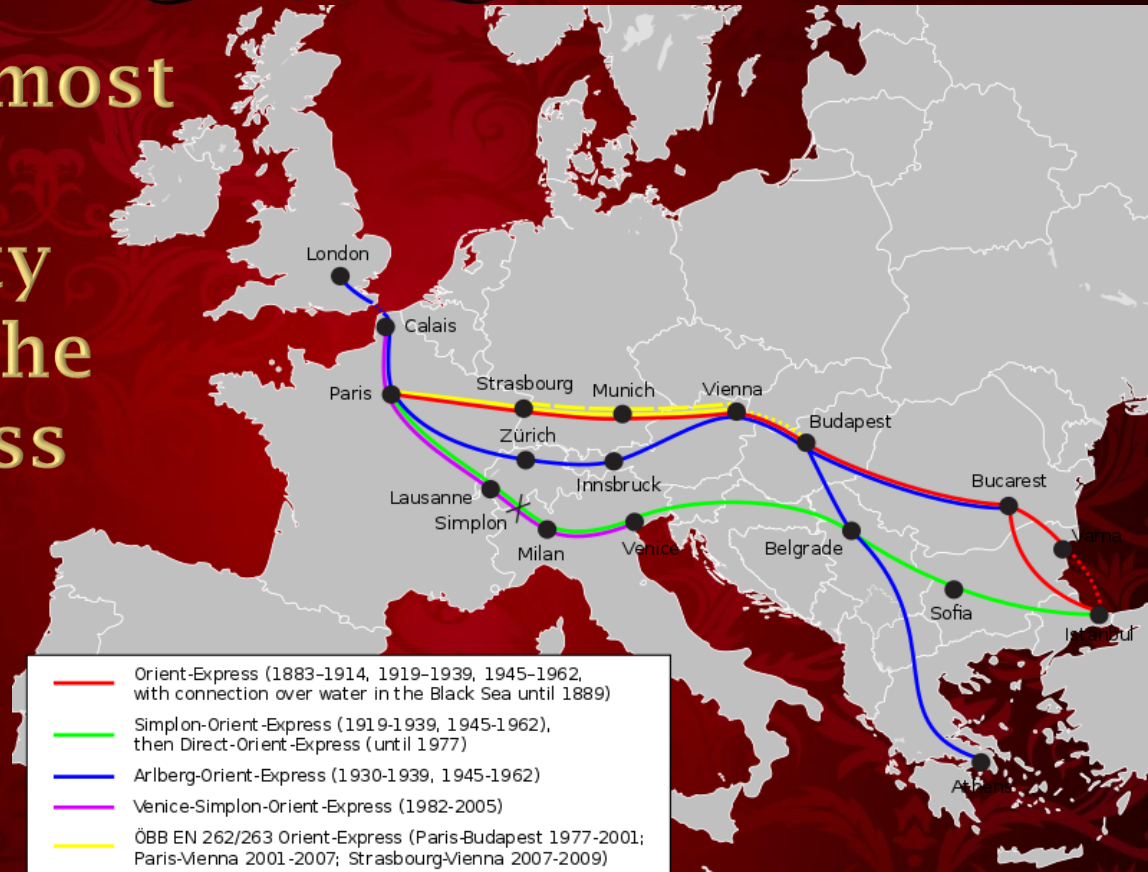 most
ty
he
ss
London
Calais
Paris
Strasbourg
Munich
Vienna
Budapest
Zürich
Innsbruck
Bucarest
Lausanne
Simplon
Milan
Venice
Belgrade
Varna
Sofia
Istanbul
Athens
Orient-Express (1883–1914, 1919–1939, 1945–1962,
with connection over water in the Black Sea until 1889)
Simplon-Orient-Express (1919-1939, 1945-1962),
then Direct-Orient-Express (until 1977)
Arlberg-Orient-Express (1930-1939, 1945-1962)
Venice-Simplon-Orient-Express (1982-2005)
ÖBB EN 262/263 Orient-Express (Paris-Budapest 1977-2001;
Paris-Vienna 2001-2007; Strasbourg-Vienna 2007-2009)